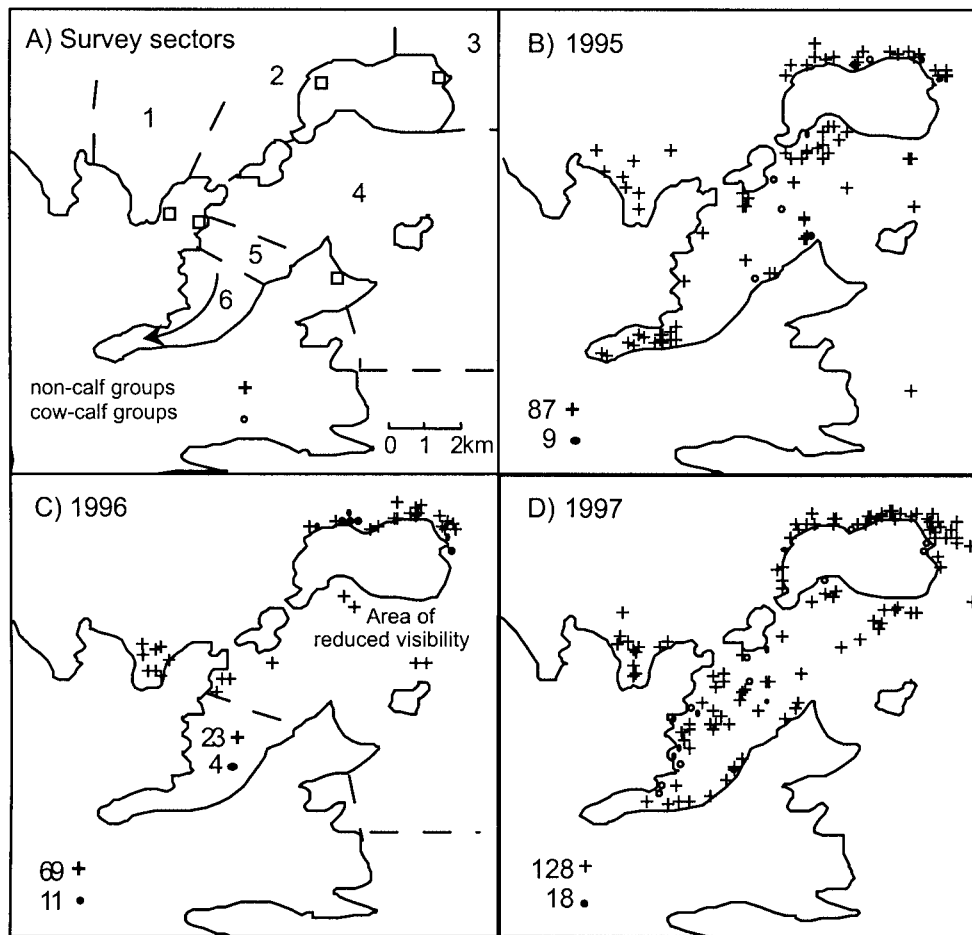 A) Survey sectors
1
2
3
4
5
6
non-calf groups +
cow-calf groups
0 1 2km
B) 1995
87 +
9
C) 1996
Area of
reduced visibility
23 +
4
69 +
11
D) 1997
128 +
18